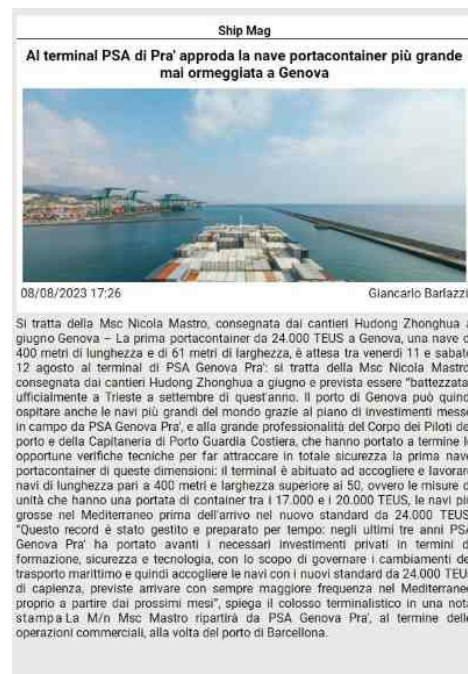 Ship Mag
Al terminal PSA di Pra' approda la nave portacontainer più grande
mai ormeggiata a Genova
08/08/2023 17:26 Giancarlo Barlazzi
Si tratta della Msc Nicola Mastro, consegnata dai cantieri Hudong Zhonghua a
giugno Genova – La prima portacontainer da 24.000 TEUS a Genova, una nave d
400 metri di lunghezza e di 61 metri di larghezza, è attesa tra venerdì 11 e sabat
12 agosto al terminal di PSA Genova Pra': si tratta della Msc Nicola Mastro
consegnata dai cantieri Hudong Zhonghua a giugno e prevista essere "battezzata
ufficialmente a Trieste a settembre di quest'anno. Il porto di Genova può quind
ospitare anche le navi più grandi del mondo grazie al piano di investimenti mess
in campo da PSA Genova Pra', e alla grande professionalità del Corpo dei Piloti de
porto e della Capitaneria di Porto Guardia Costiera, che hanno portato a termine l
opportune verifiche tecniche per far attraccare in totale sicurezza la prima nave
portacontainer di queste dimensioni: il terminal è abituato ad accogliere e lavorar
navi di lunghezza pari a 400 metri e larghezza superiore ai 50, ovvero le misure d
unità che hanno una portata di container tra i 17.000 e i 20.000 TEUS, le navi pi
grosse nel Mediterraneo prima dell'arrivo nel nuovo standard da 24.000 TEUS
"Questo record è stato gestito e preparato per tempo: negli ultimi tre anni PSA
Genova Pra' ha portato avanti i necessari investimenti privati in termini d
formazione, sicurezza e tecnologia, con lo scopo di governare i cambiamenti de
trasporto marittimo e quindi accogliere le navi con i nuovi standard da 24.000 TEU
di capienza, previste arrivare con sempre maggiore frequenza nel Mediterraneo
proprio a partire dai prossimi mesi", spiega il colosso terminalistico in una nota
stampa La M/n Msc Mastro ripartirà da PSA Genova Pra', al termine delle
operazioni commerciali, alla volta del porto di Barcellona.